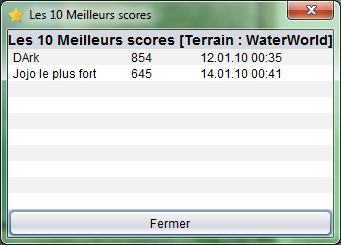 Les 10 Meilleurs scores
Les 10 Meilleurs scores [Terrain : WaterWorld]
DArk 854 12.01.10 00:35
Jojo le plus fort 645 14.01.10 00:41
Fermer